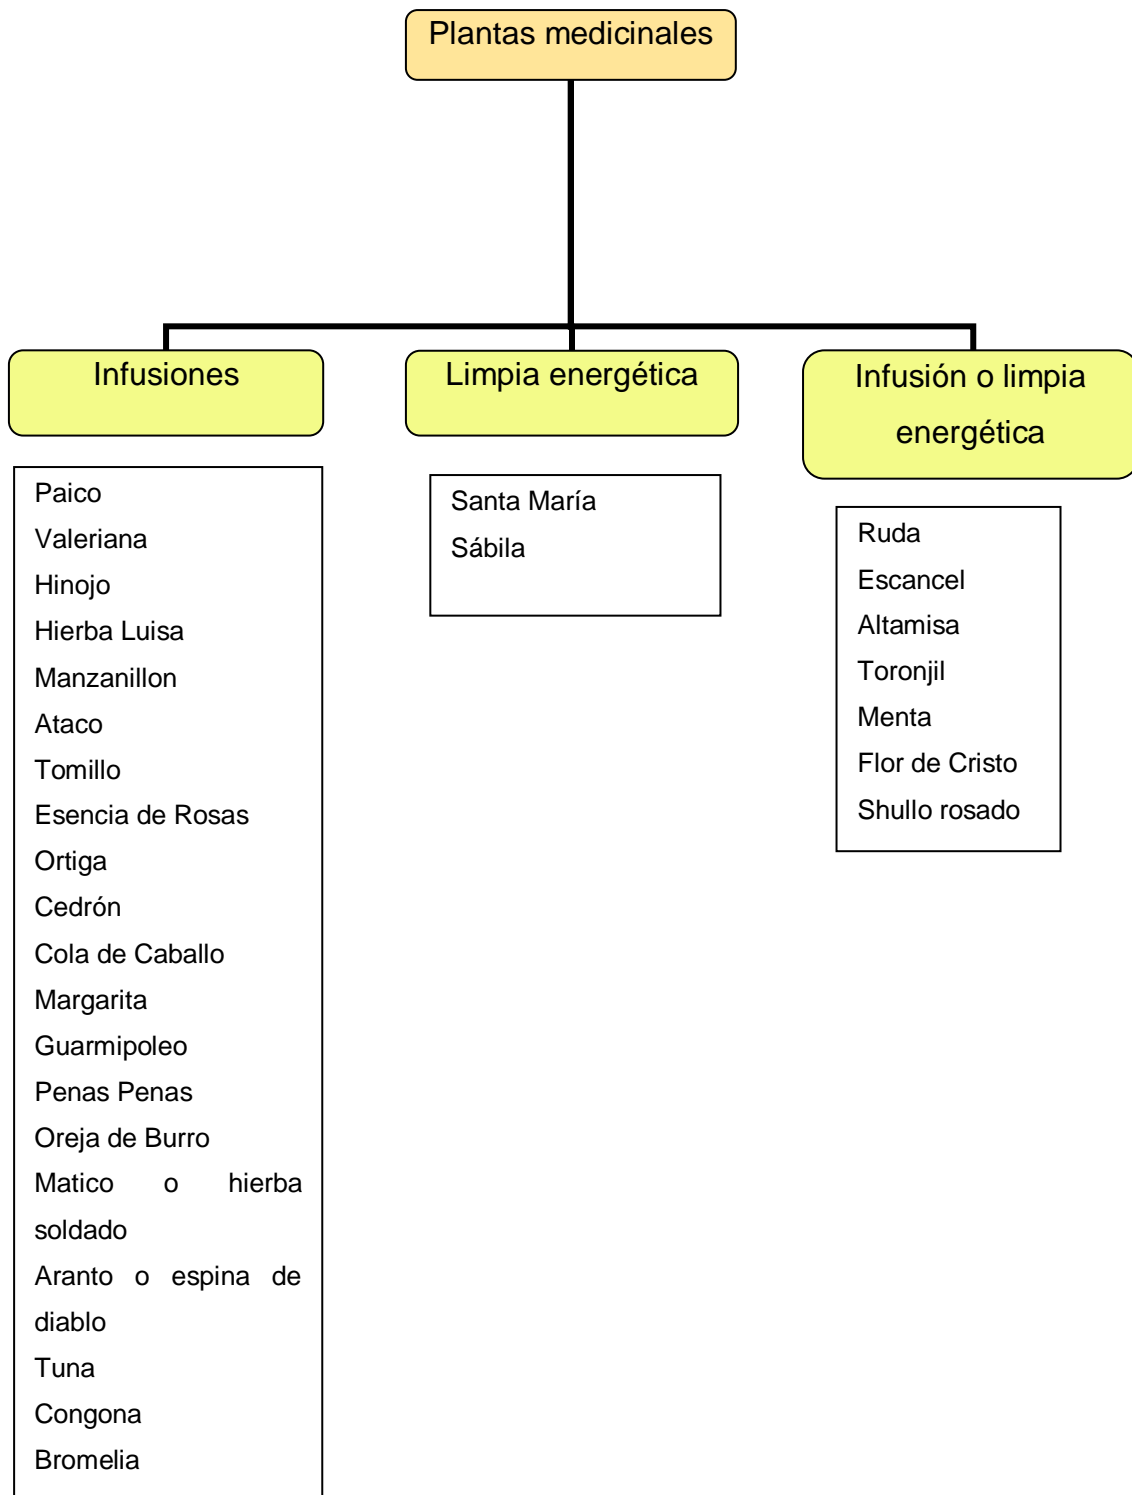 Plantas medicinales
Infusiones
Limpia energética
Infusión o limpia
energética
Paico
Valeriana
Hinojo
Hierba Luisa
Manzanillon
Ataco
Tomillo
Esencia de Rosas
Ortiga
Cedrón
Cola de Caballo
Margarita
Guarmipoleo
Penas Penas
Oreja de Burro
Matico o hierba
soldado
Aranto o espina de
diablo
Tuna
Congona
Bromelia
Santa María
Sábila
Ruda
Escancel
Altamisa
Toronjil
Menta
Flor de Cristo
Shullo rosado